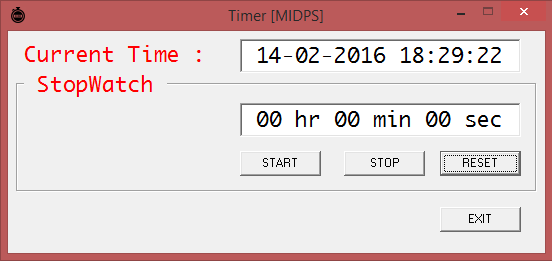 Timer [MIDPS]
Current Time : 14-02-2016 18:29:22
StopWatch
00 hr 00 min 00 sec
START STOP RESET
EXIT